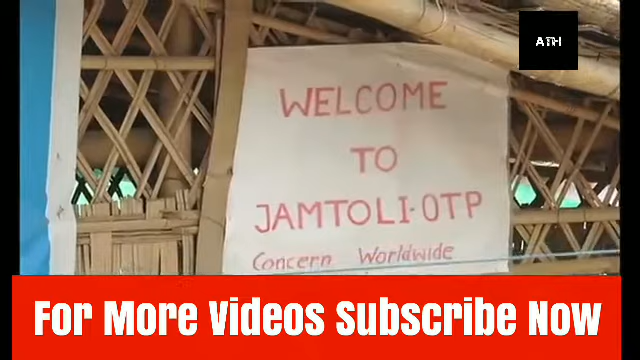 ATH
WELCOME
TO
JAMTOLI-OTP
Concern Worldwide
For More Videos Subscribe Now